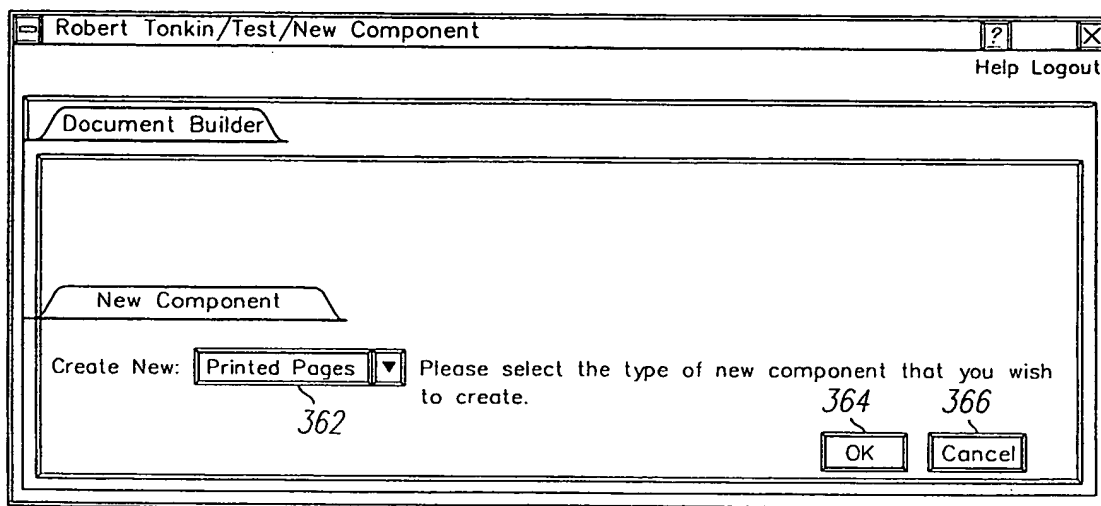 Robert Tonkin/Test/New Component
?
X
Help Logout
Document Builder
New Component
Create New: Printed Pages ▼ Please select the type of new component that you wish
to create.
362
364 366
OK Cancel